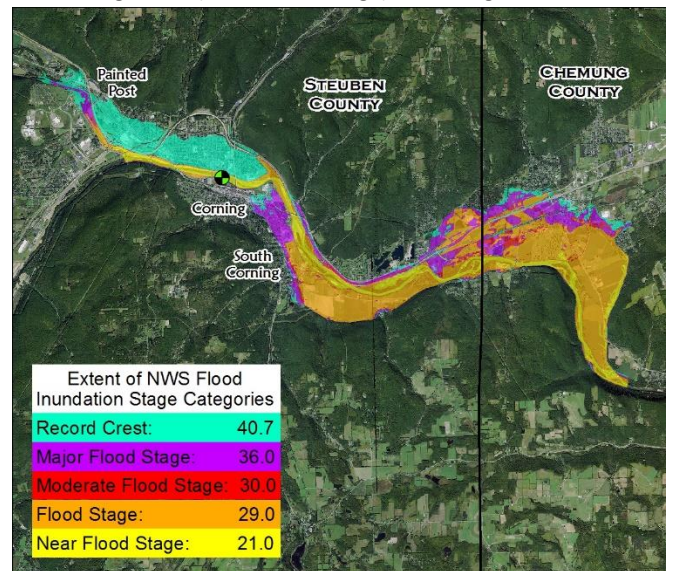 Painted
Post
STEUBEN
COUNTY
CHEMUNG
COUNTY
Corning
South
Corning
Extent of NWS Flood
Inundation Stage Categories
Record Crest: 40.7
Major Flood Stage: 36.0
Moderate Flood Stage: 30.0
Flood Stage: 29.0
Near Flood Stage: 21.0